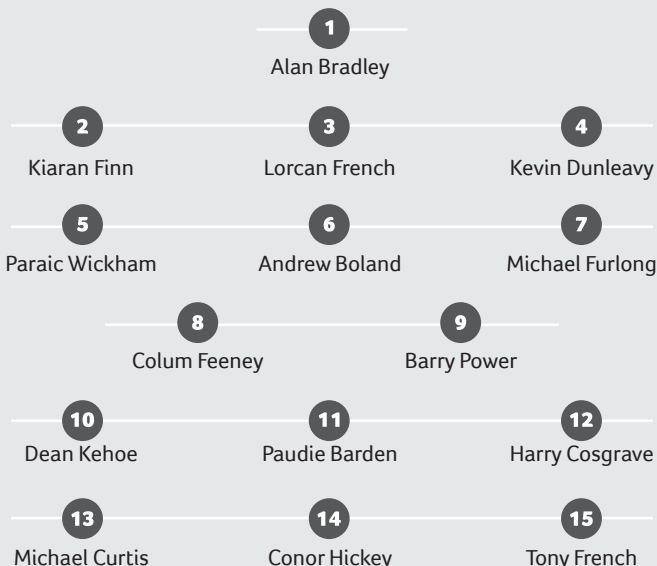 1
Alan Bradley
2 3 4
Kiaran Finn Lorcan French Kevin Dunleavy
5 6 7
Paraic Wickham Andrew Boland Michael Furlong
8 9
Colum Feeney Barry Power
10 11 12
Dean Kehoe Paudie Barden Harry Cosgrave
13 14 15
Michael Curtis Conor Hickey Tony French